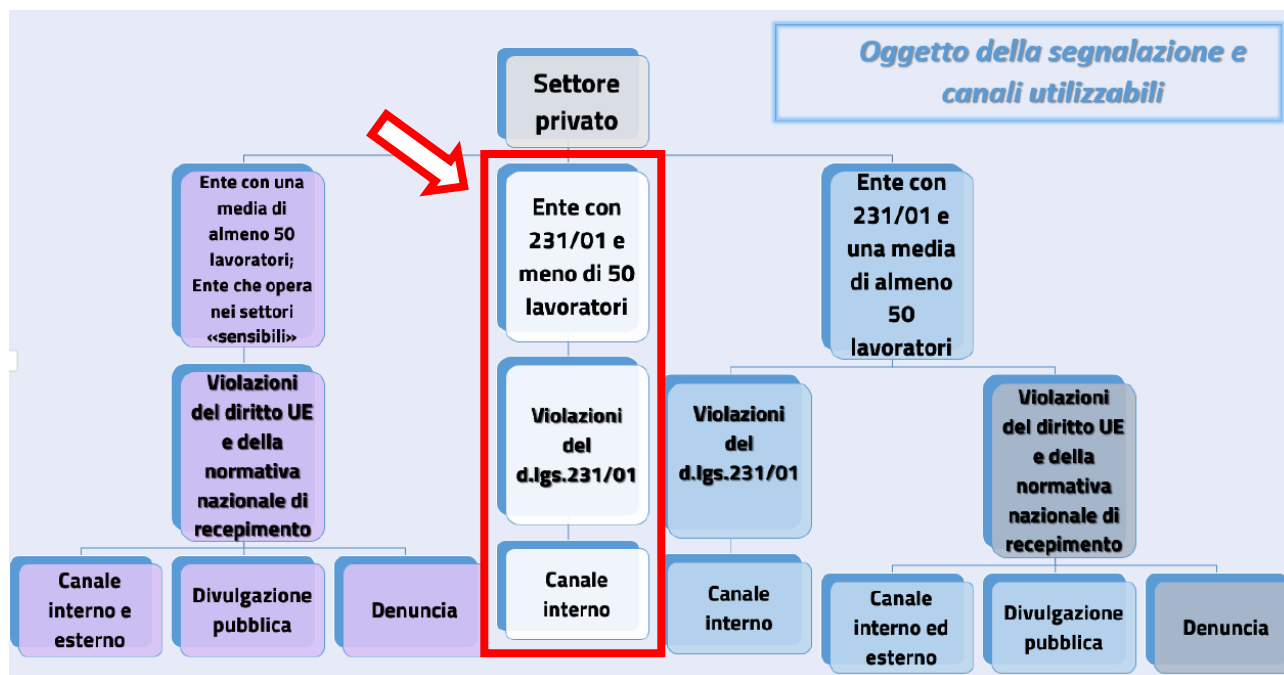 Oggetto della segnalazione e
canali utilizzabili
Settore
privato
Ente con una
media di
almeno 50
lavoratori;
Ente che opera
nei settori
«sensibili»
Ente con
231/01 e
meno di 50
lavoratori
Ente con
231/01 e
una media
di almeno
50
lavoratori
Violazioni
del diritto UE
e della
normativa
nazionale di
recepimento
Violazioni
del
d.lgs.231/01
Violazioni
del
d.lgs.231/01
Violazioni
del diritto UE
e della
normativa
nazionale di
recepimento
Canale
interno e
esterno
Divulgazione
pubblica
Denuncia
Canale
interno
Canale
interno
Canale
interno ed
esterno
Divulgazione
pubblica
Denuncia